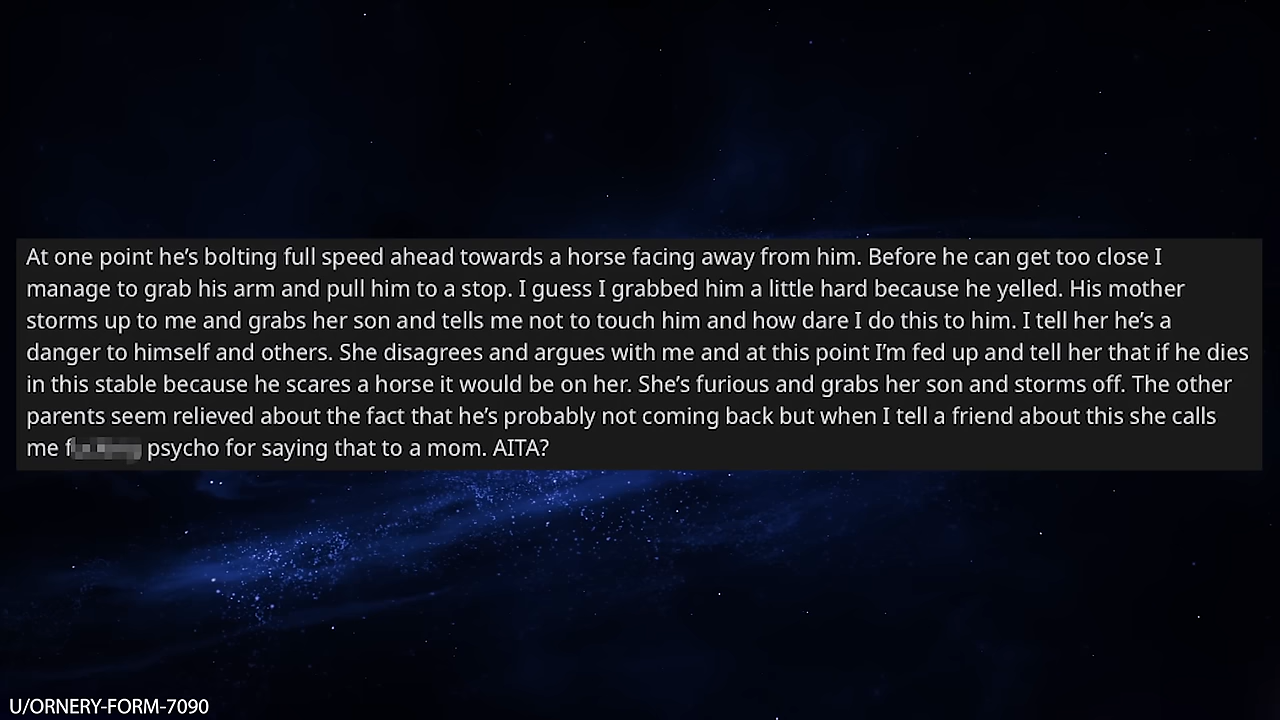 At one point he’s bolting full speed ahead towards a horse facing away from him. Before he can get too close I
manage to grab his arm and pull him to a stop. I guess I grabbed him a little hard because he yelled. His mother
storms up to me and grabs her son and tells me not to touch him and how dare I do this to him. I tell her he’s a
danger to himself and others. She disagrees and argues with me and at this point I’m fed up and tell her that if he dies
in this stable because he scares a horse it would be on her. She’s furious and grabs her son and storms off. The other
parents seem relieved about the fact that he’s probably not coming back but when I tell a friend about this she calls
me psycho for saying that to a mom. AITA?
U/ORNERY-FORM-7090